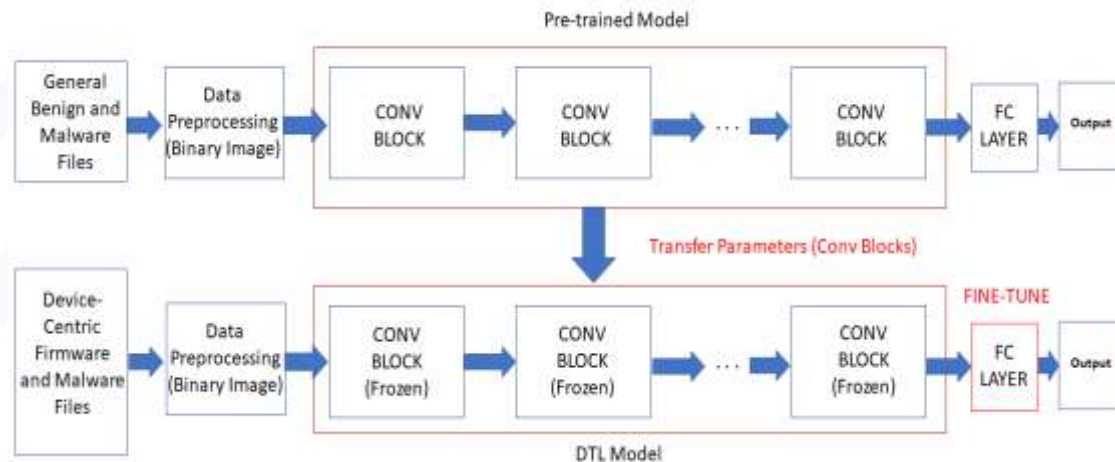 Pre-trained Model
General
Benign and
Malware
Files
Data
Preprocessing
(Binary Image)
CONV
BLOCK
CONV
BLOCK
. . .
CONV
BLOCK
FC
LAYER
Output
Transfer Parameters (Conv Blocks)
Device-
Centric
Firmware
and Malware
Files
Data
Preprocessing
(Binary Image)
CONV
BLOCK
(Frozen)
CONV
BLOCK
(Frozen)
. . .
CONV
BLOCK
(Frozen)
FINE-TUNE
FC
LAYER
Output
DTL Model